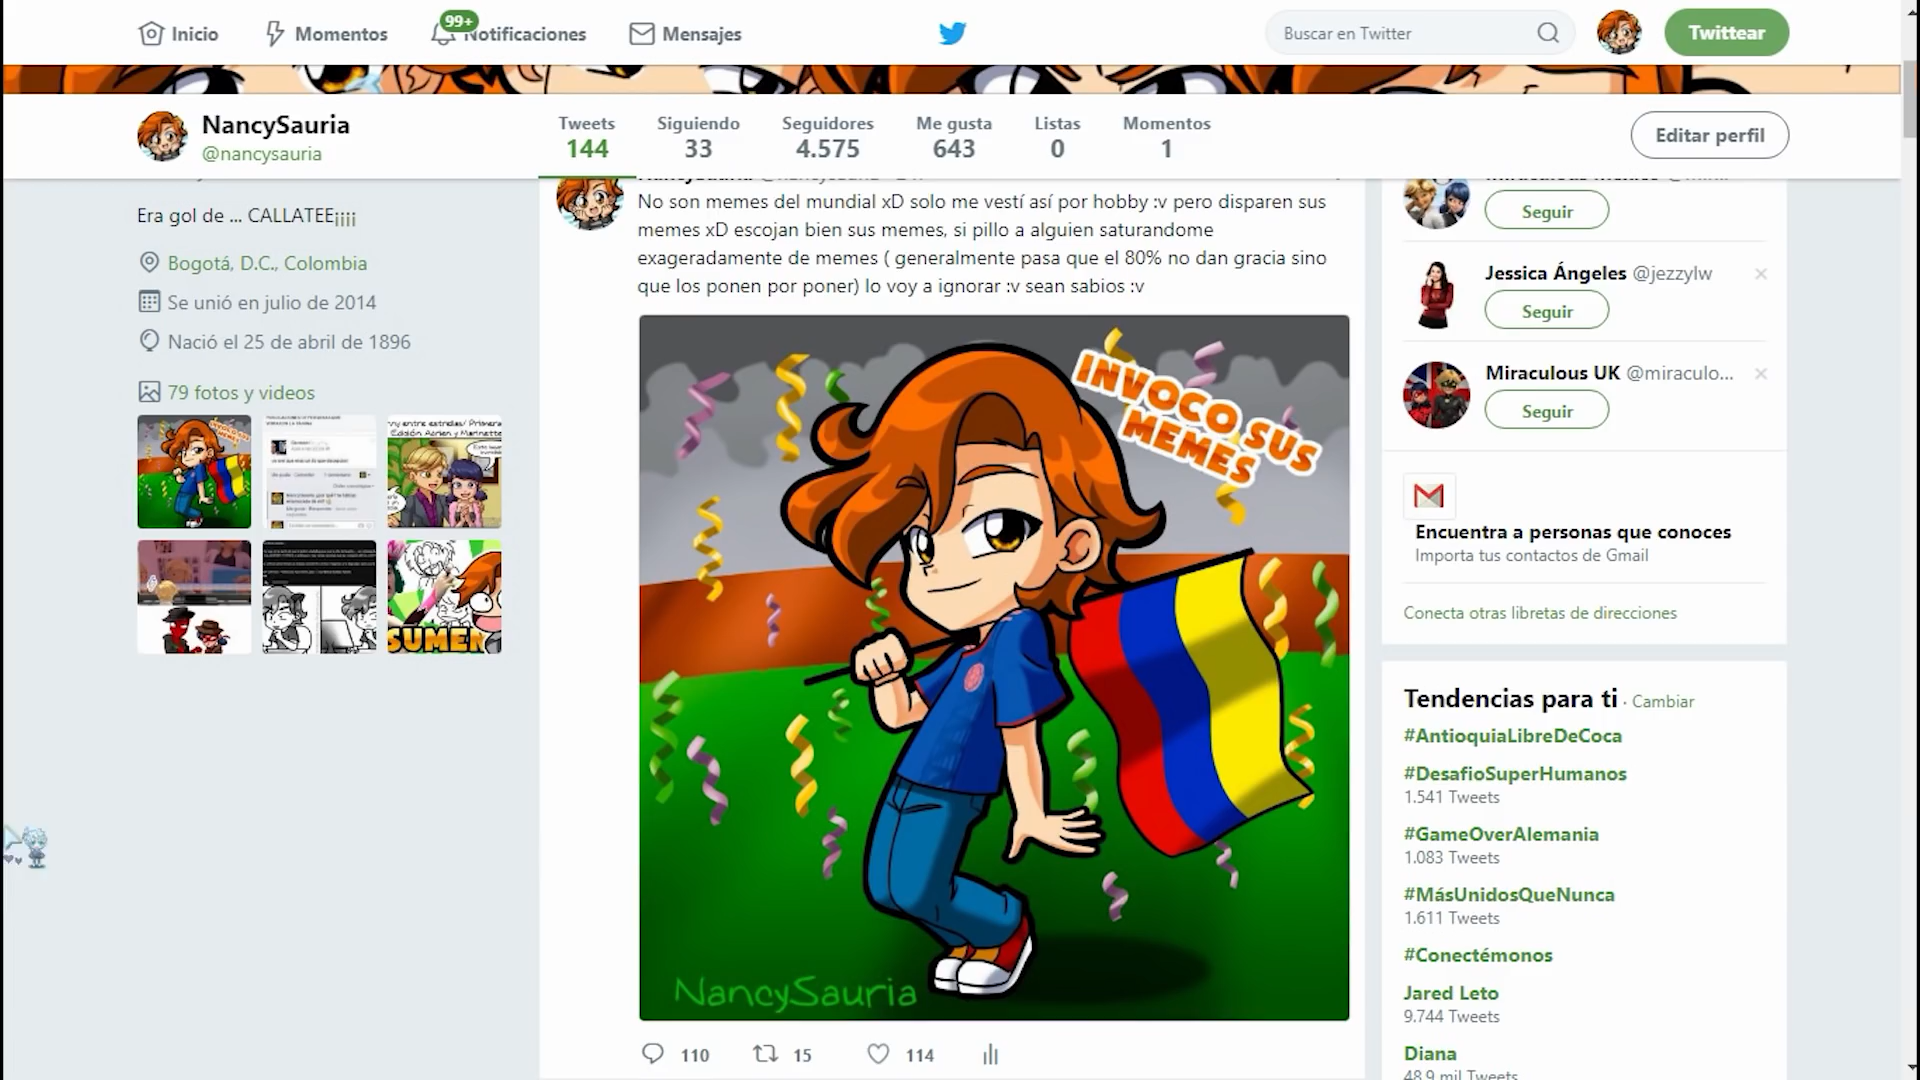 Inicio
Momentos
99+
Notificaciones
Mensajes
Buscar en Twitter
Twittear
NancySauria
@nancysauria
Tweets
144
Siguiendo
33
Seguidores
4.575
Me gusta
643
Listas
0
Momentos
1
Editar perfil
Era gol de ... CALLATEE¡¡¡¡
Bogotá, D.C., Colombia
Se unió en julio de 2014
Nació el 25 de abril de 1896
79 fotos y videos
SUMEN
No son memes del mundial xD solo me vestí así por hobby :v pero disparen sus
memes xD escojan bien sus memes, si pillo a alguien saturandome
exageradamente de memes ( generalmente pasa que el 80% no dan gracia sino
que los ponen por poner) lo voy a ignorar :v sean sabios :v
INVOCO SUS
MEMES
NancySauria
110
15
114
Seguir
Jessica Ángeles @jezzylw
Seguir
Miraculous UK @miraculo...
Seguir
Encuentra a personas que conoces
Importa tus contactos de Gmail
Conecta otras libretas de direcciones
Tendencias para ti · Cambiar
#AntioquiaLibreDeCoca
#DesafioSuperHumanos
1.541 Tweets
#GameOverAlemania
1.083 Tweets
#MásUnidosQueNunca
1.611 Tweets
#Conectémonos
Jared Leto
9.744 Tweets
Diana
48,9 mil Tweets